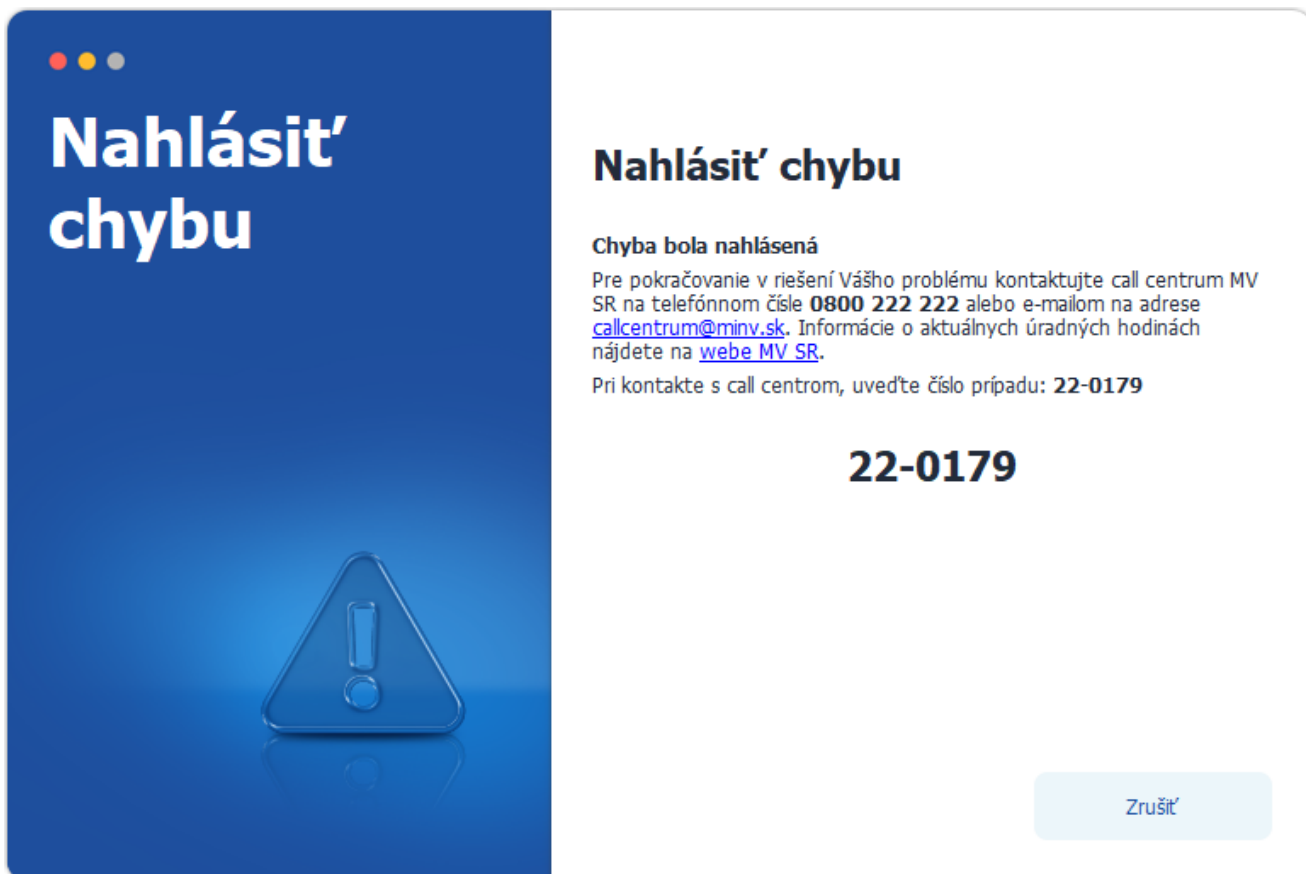 Nahlásiť
chybu
Nahlásiť chybu
Chyba bola nahlásená
Pre pokračovanie v riešení Vášho problému kontaktujte call centrum MV
SR na telefónnom čísle 0800 222 222 alebo e-mailom na adrese
callcentrum@minv.sk. Informácie o aktuálnych úradných hodinách
nájdete na webe MV SR.
Pri kontakte s call centrom, uveďte číslo prípadu: 22-0179
22-0179
Zrušiť